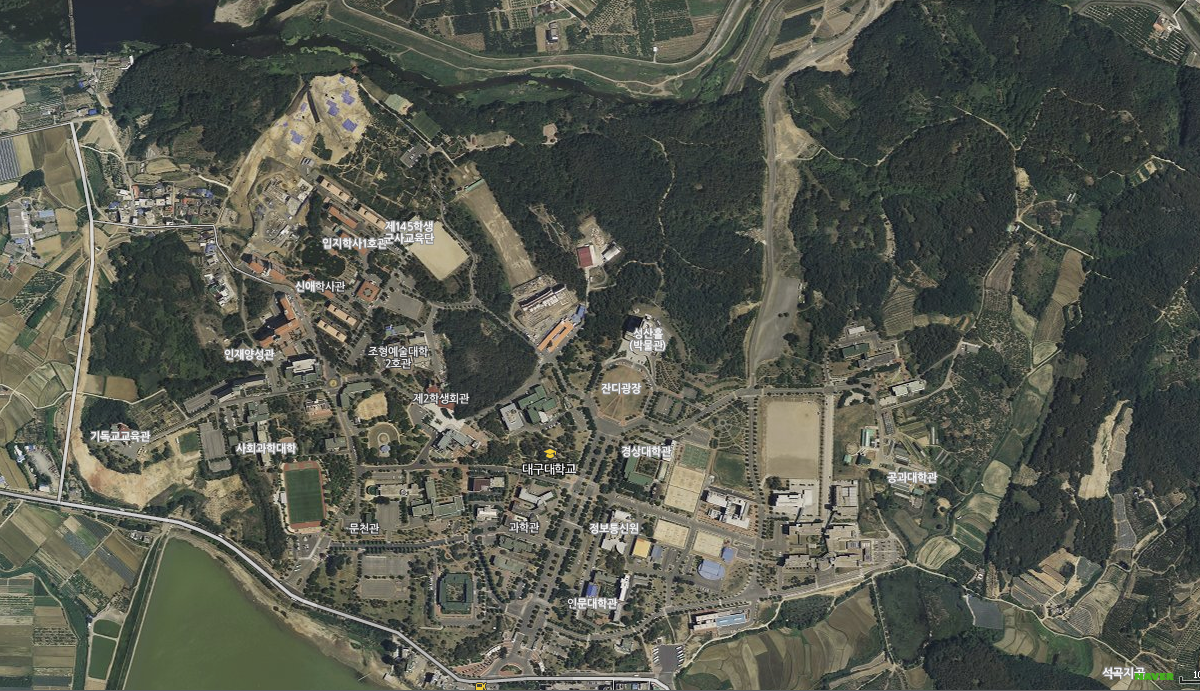 제145학생
군사교육단
입지학사1호관
신애학사관
성산홀
(박물관)
조형예술대학
2호관
인재양성관
잔디광장
제2학생회관
기독교교육관
사회과학대학
경상대학관
대구대학교
공과대학관
문천관
과학관
정보통신원
인문대학관
석곡지골
NAVER